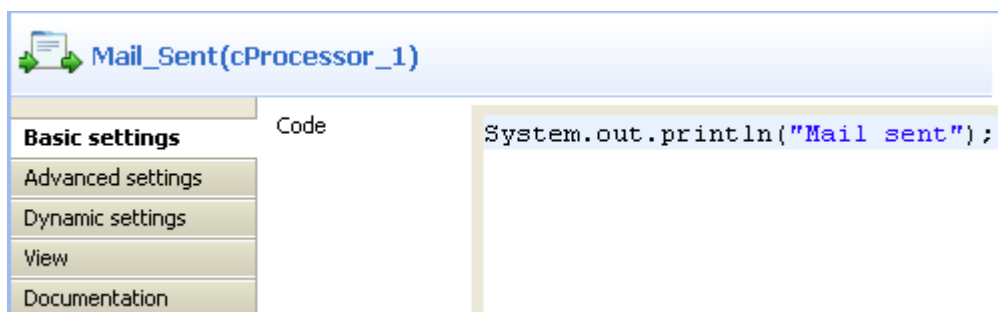 Mail_Sent(cProcessor_1)
Basic settings
Code
System.out.println("Mail sent");
Advanced settings
Dynamic settings
View
Documentation